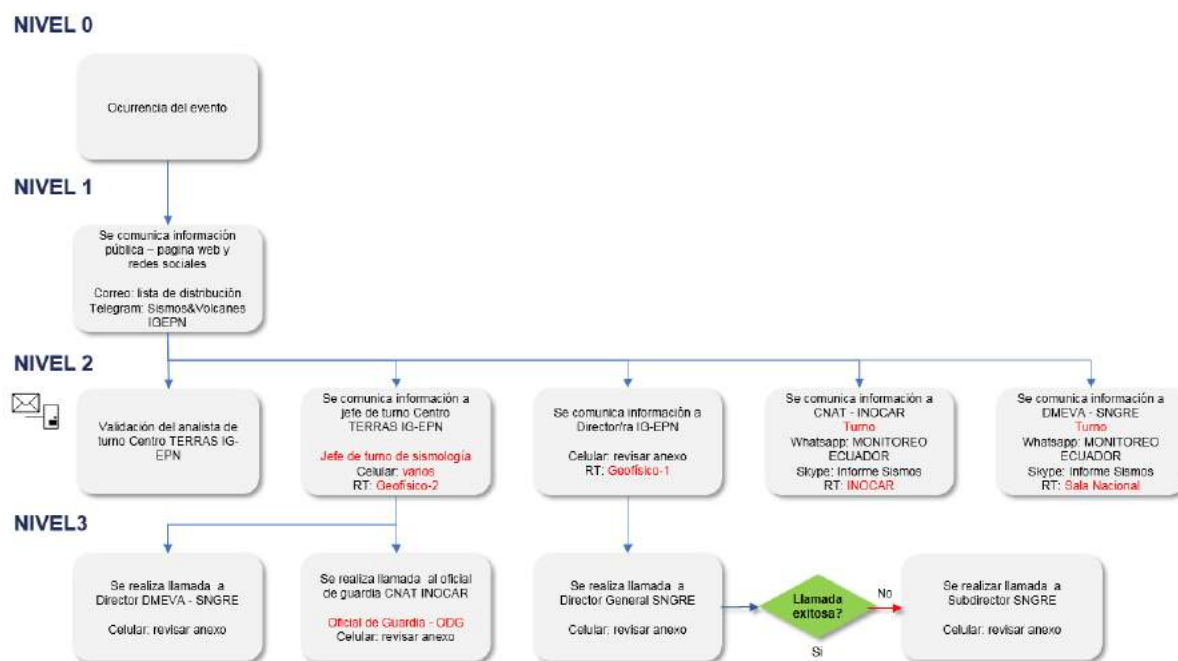 NIVEL 0
Ocurrencia del evento
NIVEL 1
Se comunica información
pública – pagina web y
redes sociales
Correo: lista de distribución
Telegram: Sismos&Volcanes
IGEPN
NIVEL 2
Validación del analista de
turno Centro TERRAS IG-
EPN
Se comunica información a
jefe de turno Centro
TERRAS IG-EPN
Jefe de turno de sismología
Celular: varios
RT: Geofísico-2
Se comunica información a
Director/ra IG-EPN
Celular: revisar anexo
RT: Geofísico-1
Se comunica información a
CNAT - INOCAR
Turno
Whatsapp: MONITOREO
ECUADOR
Skype: Informe Sismos
RT: INOCAR
Se comunica información a
DMEVA - SNGRE
Turno
Whatsapp: MONITOREO
ECUADOR
Skype: Informe Sismos
RT: Sala Nacional
NIVEL3
Se realiza llamada a
Director DMEVA - SNGRE
Celular: revisar anexo
Se realiza llamada al oficial
de guardia CNAT INOCAR
Oficial de Guardia - ODG
Celular: revisar anexo
Se realiza llamada a
Director General SNGRE
Celular: revisar anexo
Llamada
exitosa?
No
Si
Se realizar llamada a
Subdirector SNGRE
Celular: revisar anexo